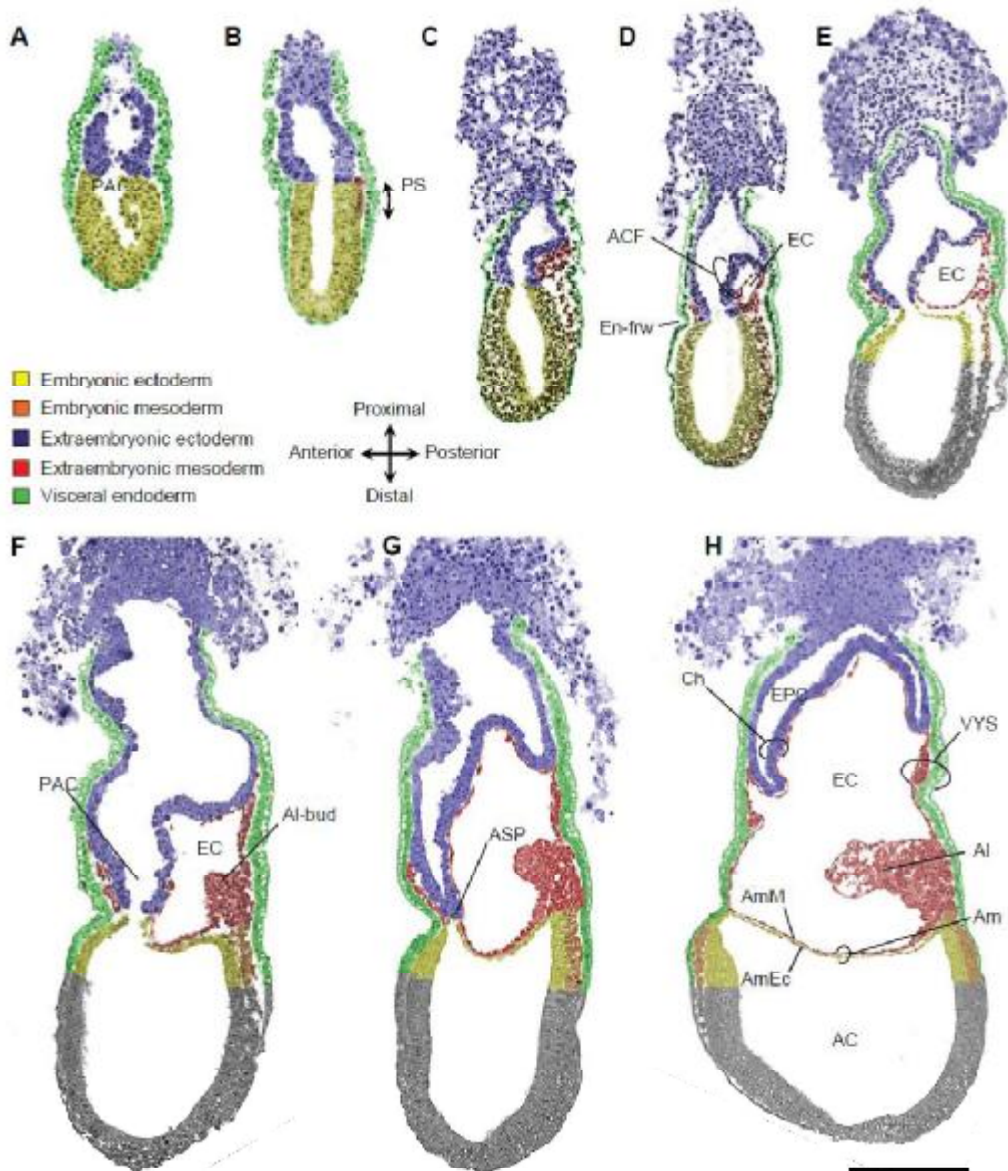 A
B
C
D
E
PAC
PS
ACF
EC
EC
En-frw
Embryonic ectoderm
Embryonic mesoderm
Extraembryonic ectoderm
Extraembryonic mesoderm
Visceral endoderm
Proximal
Anterior
Posterior
Distal
F
G
H
PAC
EC
Al-bud
ASP
Ch
EPC
VYS
EC
Al
AmM
Am
AmEc
AC